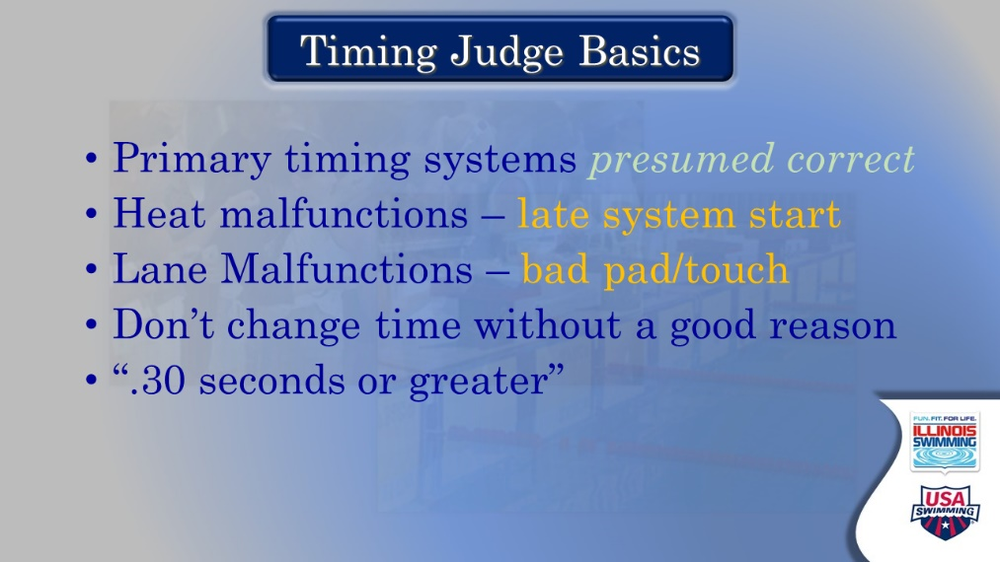 Timing Judge Basics
• Primary timing systems presumed correct
• Heat malfunctions – late system start
• Lane Malfunctions – bad pad/touch
• Don’t change time without a good reason
• “.30 seconds or greater”
FUN. FIT. FOR LIFE.
ILLINOIS
SWIMMING
USA
SWIMMING